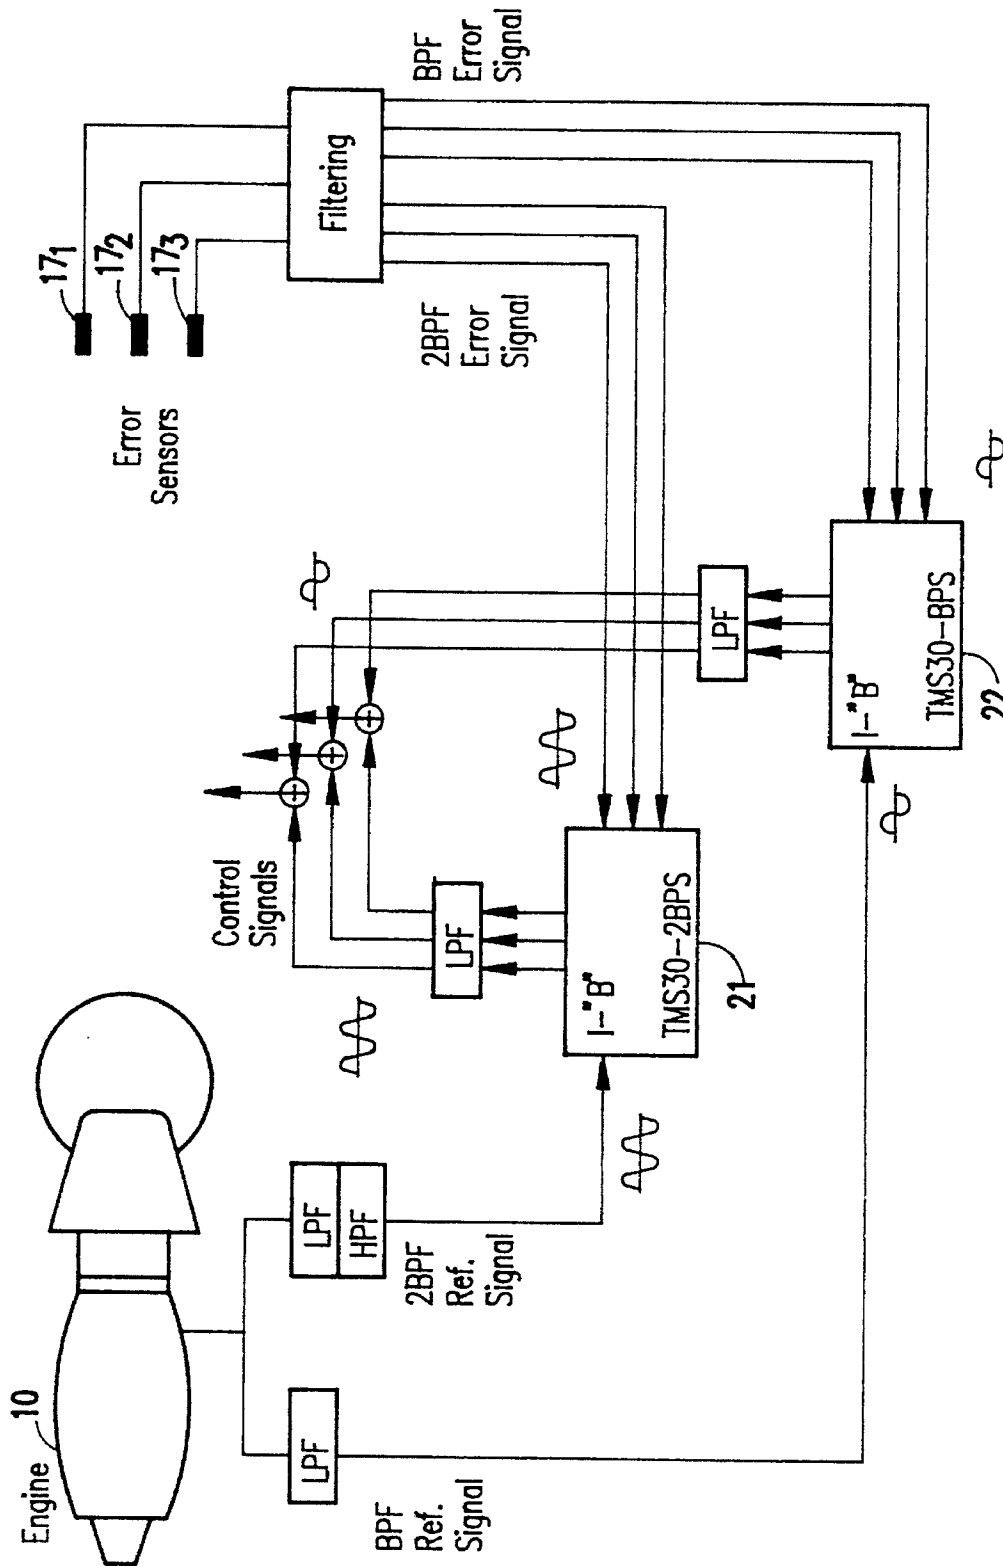 Engine
10
BPF
Ref.
Signal
LPF
LPF
HPF
2BPF
Ref.
Signal
Control
Signals
LPF
I-"B"
TMS30-2BPS
21
LPF
I-"B"
TMS30-BPS
22
Error
Sensors
17₁
17₂
17₃
Filtering
2BPF
Error
Signal
BPF
Error
Signal